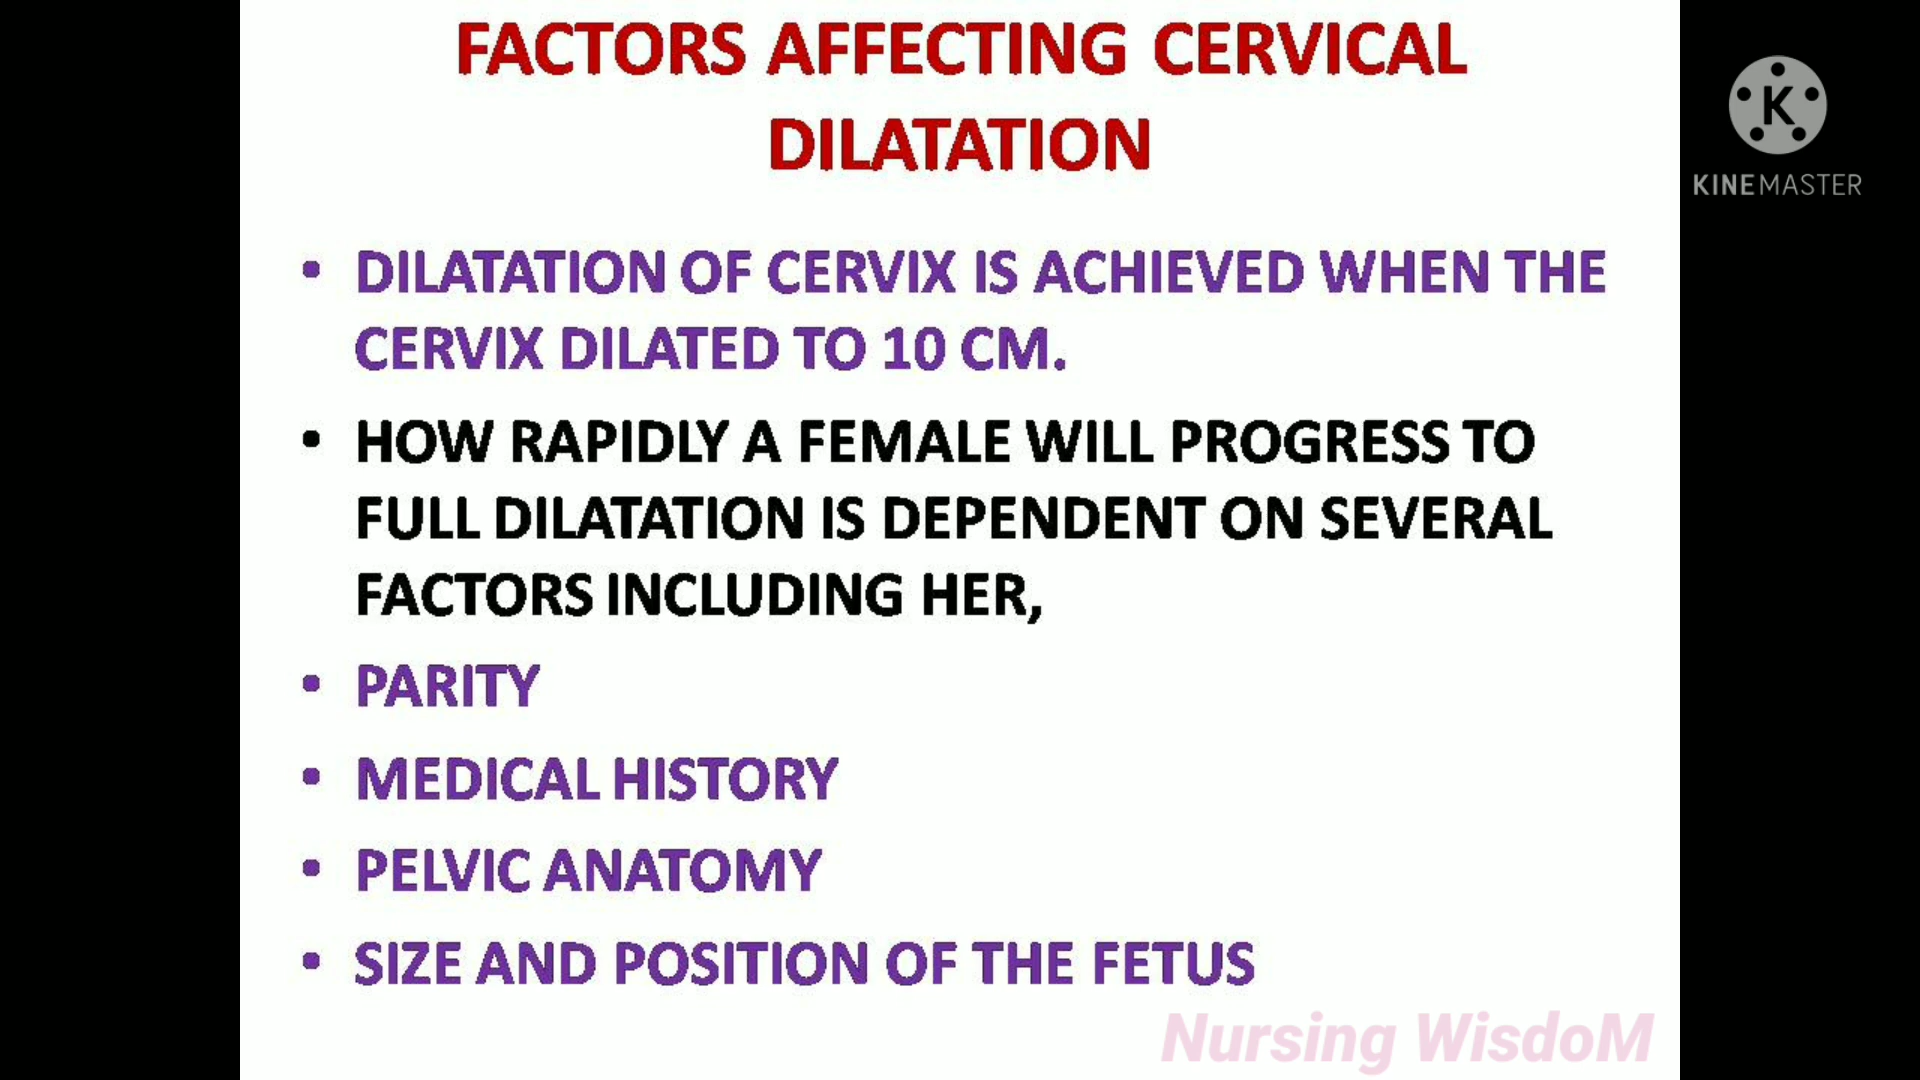 FACTORS AFFECTING CERVICAL
DILATATION
• DILATATION OF CERVIX IS ACHIEVED WHEN THE
CERVIX DILATED TO 10 CM.
• HOW RAPIDLY A FEMALE WILL PROGRESS TO
FULL DILATATION IS DEPENDENT ON SEVERAL
FACTORS INCLUDING HER,
• PARITY
• MEDICAL HISTORY
• PELVIC ANATOMY
• SIZE AND POSITION OF THE FETUS
Nursing WisdoM
K
KINEMASTER